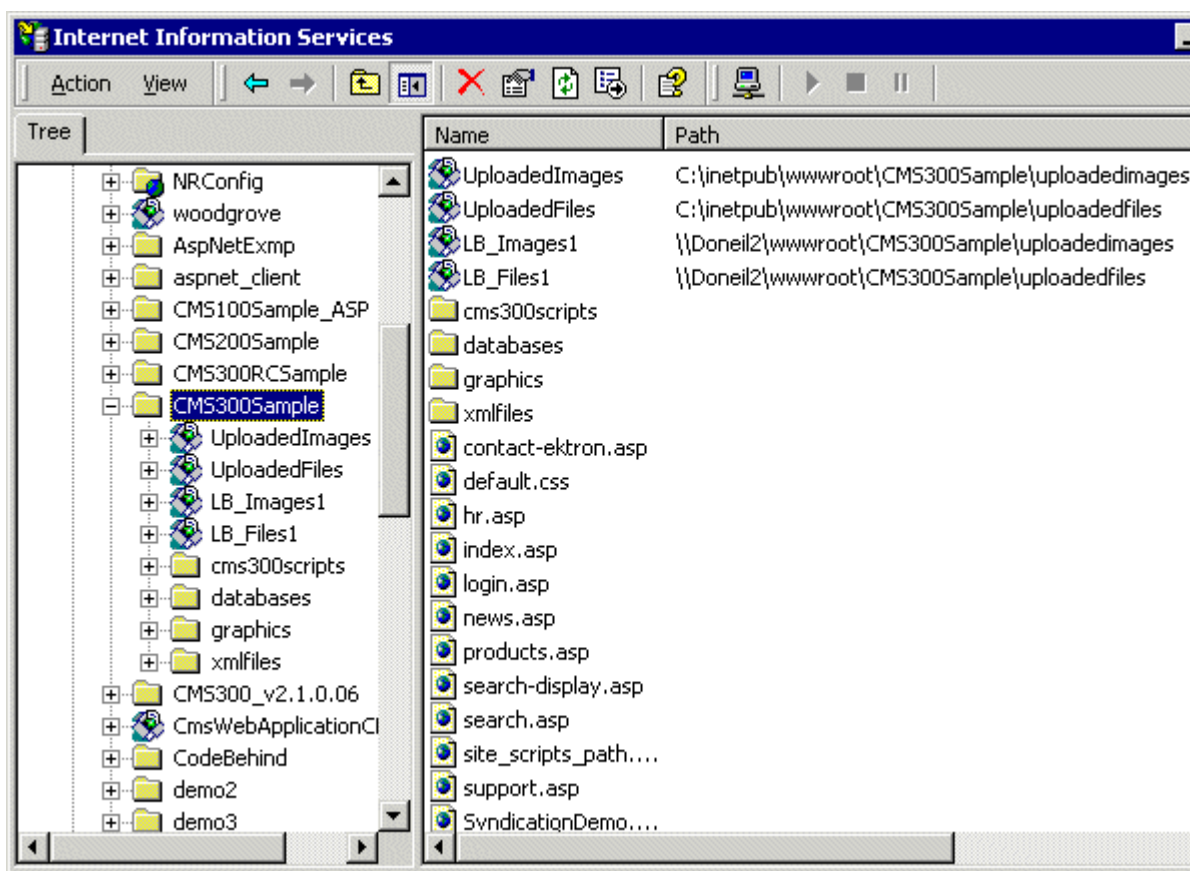 Internet Information Services
Action View
Tree
NRConfig
woodgrove
AspNetExmp
aspnet_client
CMS100Sample_ASP
CMS200Sample
CMS300RCSample
CMS300Sample
UploadedImages
UploadedFiles
LB_Images1
LB_Files1
cms300scripts
databases
graphics
xmlfiles
CMS300_v2.1.0.06
CmsWebApplicationCl
CodeBehind
demo2
demo3
Name Path
UploadedImages C:\inetpub\wwwroot\CMS300Sample\uploadedimages
UploadedFiles C:\inetpub\wwwroot\CMS300Sample\uploadedfiles
LB_Images1 \\Doneil2\wwwroot\CMS300Sample\uploadedimages
LB_Files1 \\Doneil2\wwwroot\CMS300Sample\uploadedfiles
cms300scripts
databases
graphics
xmlfiles
contact-ektron.asp
default.css
hr.asp
index.asp
login.asp
news.asp
products.asp
search-display.asp
search.asp
site_scripts_path....
support.asp
SyndicationDemo....